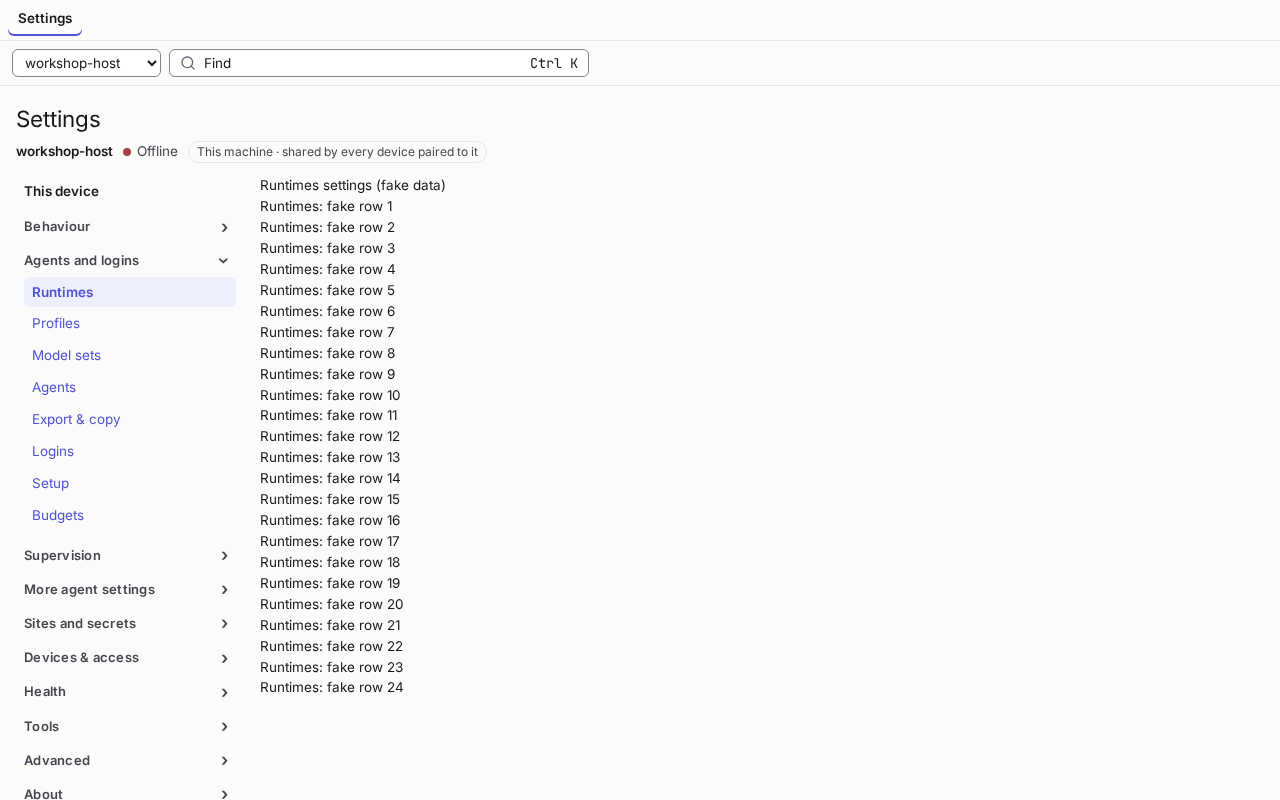 Settings
workshop-host
Find
Ctrl K
Settings
workshop-host Offline This machine · shared by every device paired to it
This device
Behaviour
Agents and logins
Runtimes
Profiles
Model sets
Agents
Export & copy
Logins
Setup
Budgets
Supervision
More agent settings
Sites and secrets
Devices & access
Health
Tools
Advanced
About
Runtimes settings (fake data)
Runtimes: fake row 1
Runtimes: fake row 2
Runtimes: fake row 3
Runtimes: fake row 4
Runtimes: fake row 5
Runtimes: fake row 6
Runtimes: fake row 7
Runtimes: fake row 8
Runtimes: fake row 9
Runtimes: fake row 10
Runtimes: fake row 11
Runtimes: fake row 12
Runtimes: fake row 13
Runtimes: fake row 14
Runtimes: fake row 15
Runtimes: fake row 16
Runtimes: fake row 17
Runtimes: fake row 18
Runtimes: fake row 19
Runtimes: fake row 20
Runtimes: fake row 21
Runtimes: fake row 22
Runtimes: fake row 23
Runtimes: fake row 24